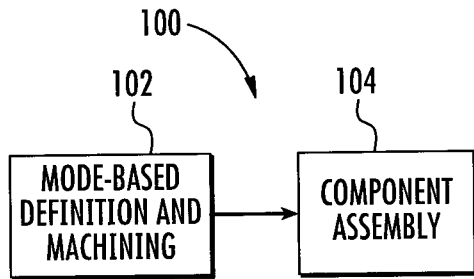 100
102
104
MODE-BASED
DEFINITION AND
MACHINING
COMPONENT
ASSEMBLY